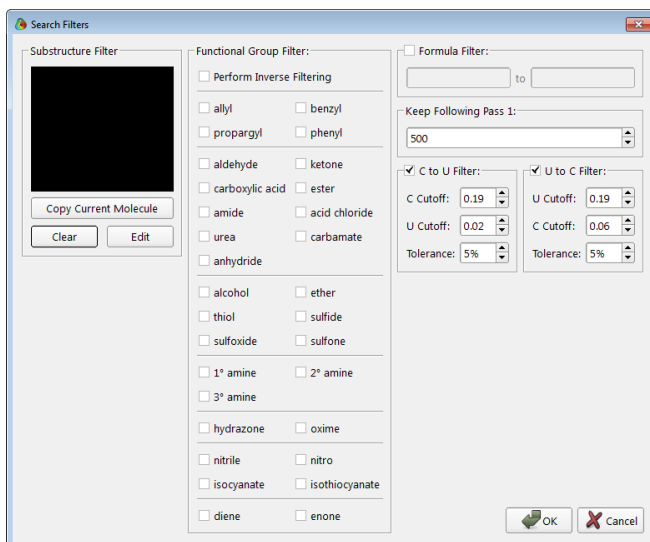 Search Filters
Substructure Filter
Copy Current Molecule
Clear Edit
Functional Group Filter:
Perform Inverse Filtering
allyl benzyl
propargyl phenyl
aldehyde ketone
carboxylic acid ester
amide acid chloride
urea carbamate
anhydride
alcohol ether
thiol sulfide
sulfoxide sulfone
1° amine 2° amine
3° amine
hydrazone oxime
nitrile nitro
isocyanate isothiocyanate
diene enone
Formula Filter:
to
Keep Following Pass 1:
500
C to U Filter:
C Cutoff: 0.19
U Cutoff: 0.02
Tolerance: 5%
U to C Filter:
U Cutoff: 0.19
C Cutoff: 0.06
Tolerance: 5%
OK Cancel